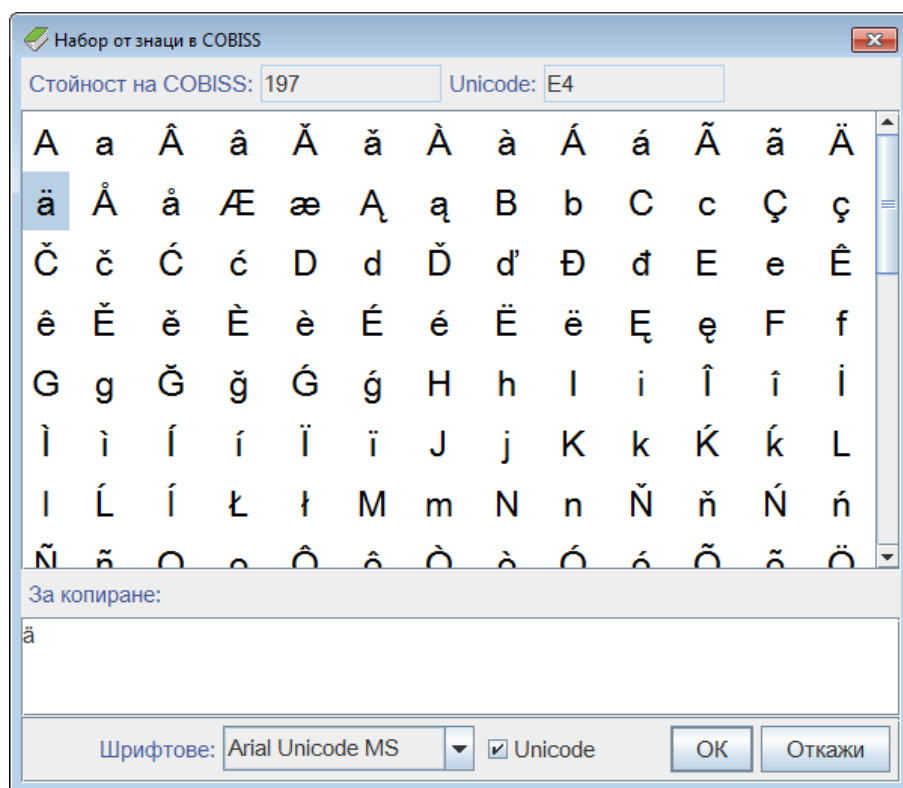 Набор от знаци в COBISS
Стойност на COBISS: 197 Unicode: E4
A a Â â Ǎ ǎ À à Á á Ã ã Ä
ä Å å Æ æ Ą ą B b C c Ç ç
Č č Ć ć D d Ď ď Đ đ E e Ê
ê Ě ě È è É é Ë ë Ę ę F f
G g Ğ ğ Ǵ ǵ H h I i Î î İ
Ì ì Í í Ï ï J j K k Ḱ ḱ L
l Ĺ ĺ Ł ł M m N n Ň ň Ń ń
Ñ ñ O o Ô ô Ò ò Ó ó Õ õ Ö
За копиране:
ä
Шрифтове: Arial Unicode MS Unicode OK Откажи